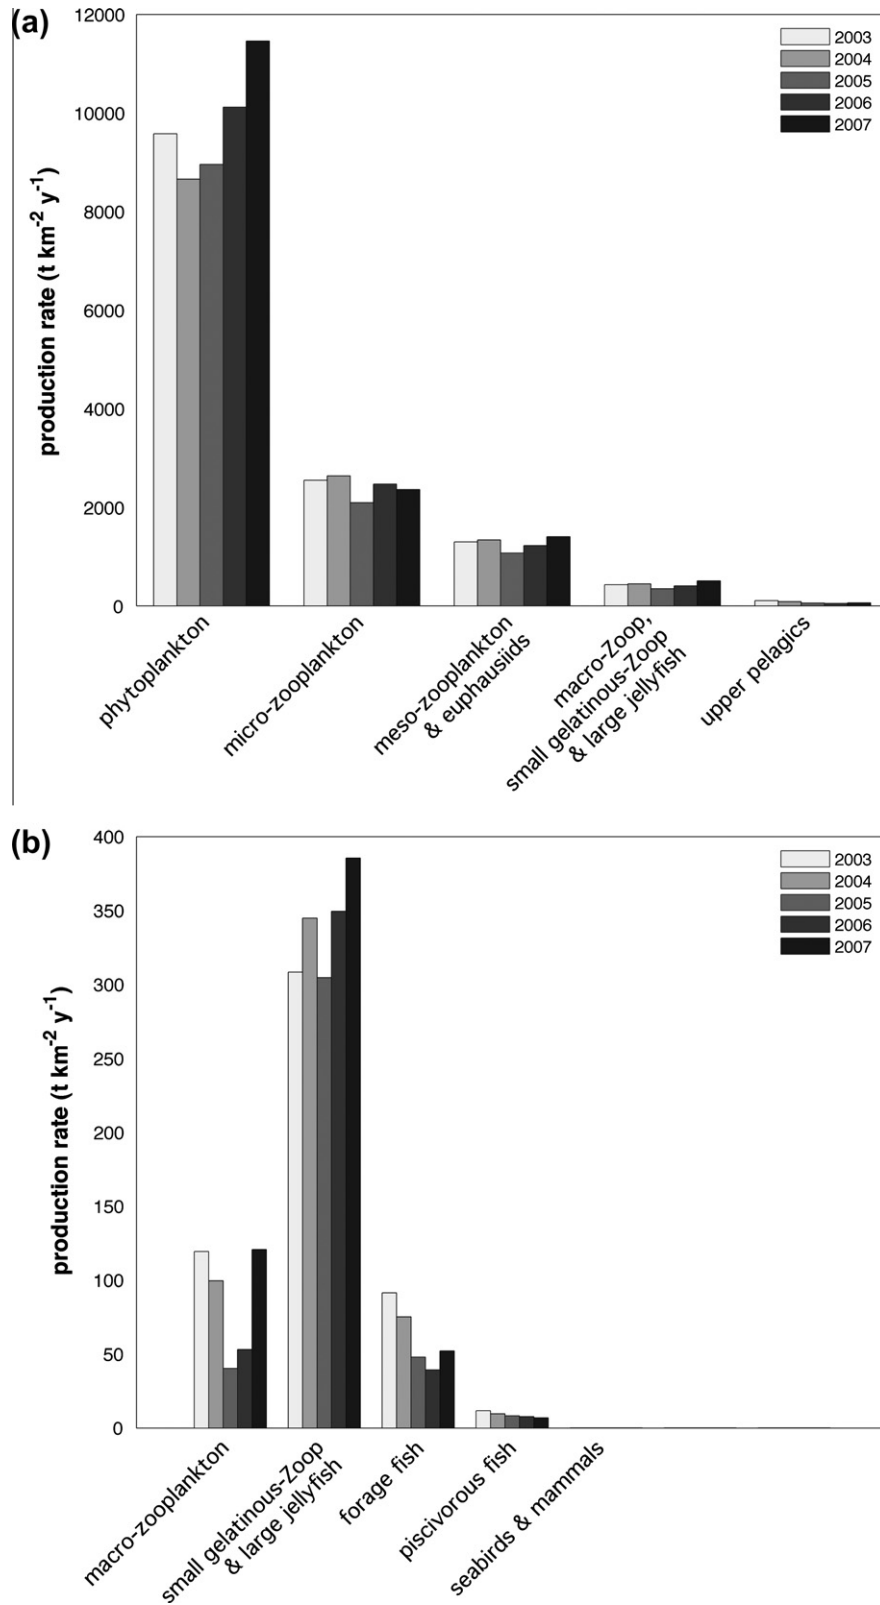 (a)
12000
10000
8000
6000
4000
2000
0
production rate (t km-2 y-1)
2003
2004
2005
2006
2007
phytoplankton
micro-zooplankton
meso-zooplankton
& euphausiids
macro-Zoop,
small gelatinous-Zoop
& large jellyfish
upper pelagics
(b)
400
350
300
250
200
150
100
50
0
production rate (t km-2 y-1)
2003
2004
2005
2006
2007
macro-zooplankton
small gelatinous-Zoop
& large jellyfish
forage fish
piscivorous fish
seabirds & mammals